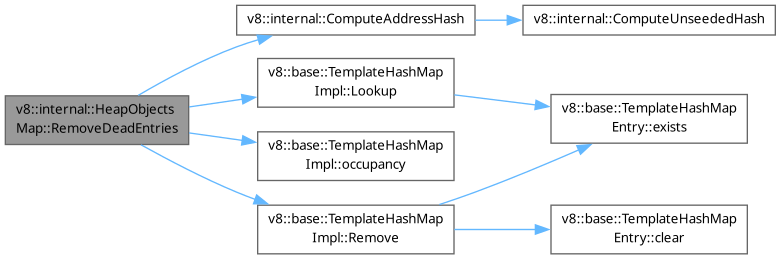 v8::internal::HeapObjects
Map::RemoveDeadEntries
v8::internal::ComputeAddressHash
v8::internal::ComputeUnseededHash
v8::base::TemplateHashMap
Impl::Lookup
v8::base::TemplateHashMap
Entry::exists
v8::base::TemplateHashMap
Impl::occupancy
v8::base::TemplateHashMap
Impl::Remove
v8::base::TemplateHashMap
Entry::clear